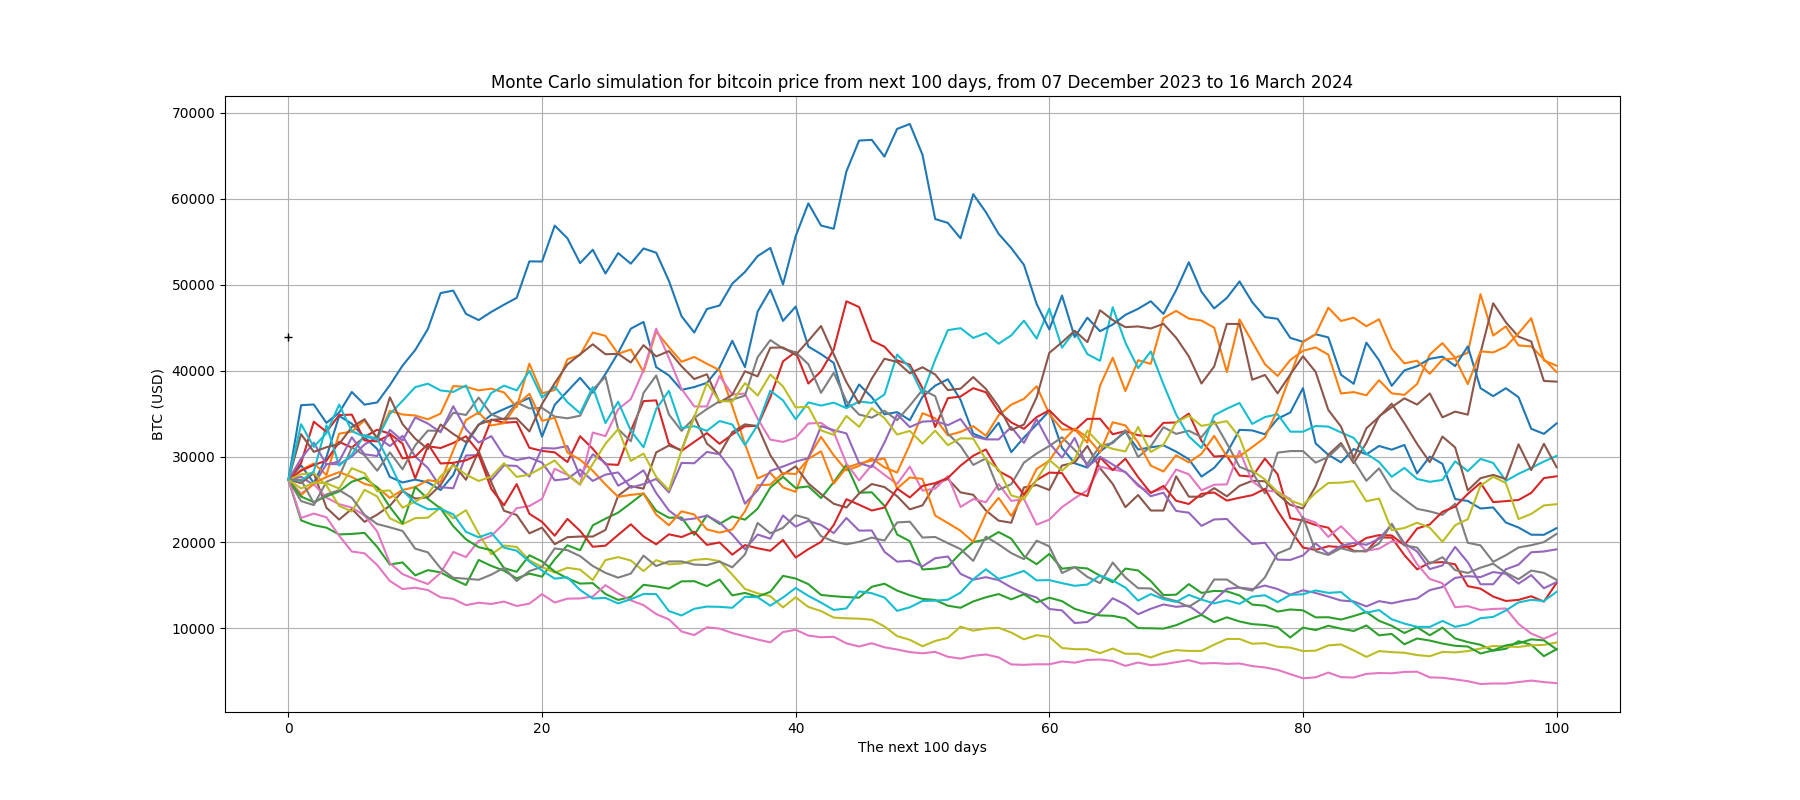 Monte Carlo simulation for bitcoin price from next 100 days, from 07 December 2023 to 16 March 2024
70000
60000
50000
40000
30000
20000
10000
BTC (USD)
0 20 40 60 80 100
The next 100 days